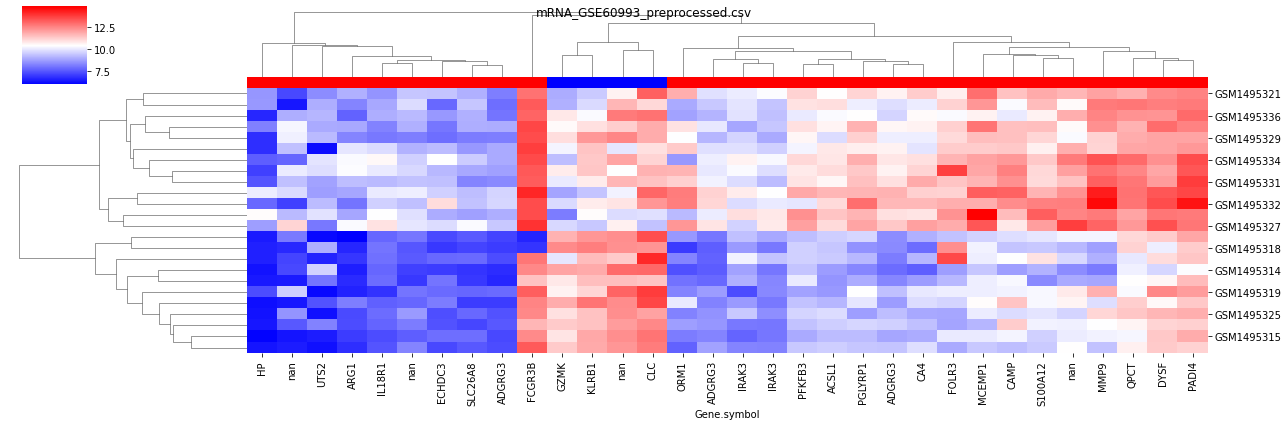 mRNA_GSE60993_preprocessed.csv
12.5
10.0
7.5
GSM1495321
GSM1495336
GSM1495329
GSM1495334
GSM1495331
GSM1495332
GSM1495327
GSM1495318
GSM1495314
GSM1495319
GSM1495325
GSM1495315
HP
nan
UTS2
ARG1
IL18R1
nan
ECHDC3
SLC26A8
ADGRG3
FCGR3B
GZMK
KLRB1
nan
CLC
ORM1
ADGRG3
IRAK3
IRAK3
PFKFB3
ACSL1
PGLYRP1
ADGRG3
CA4
FOLR3
MCEMP1
CAMP
S100A12
nan
MMP9
QPCT
DYSF
PADI4
Gene.symbol